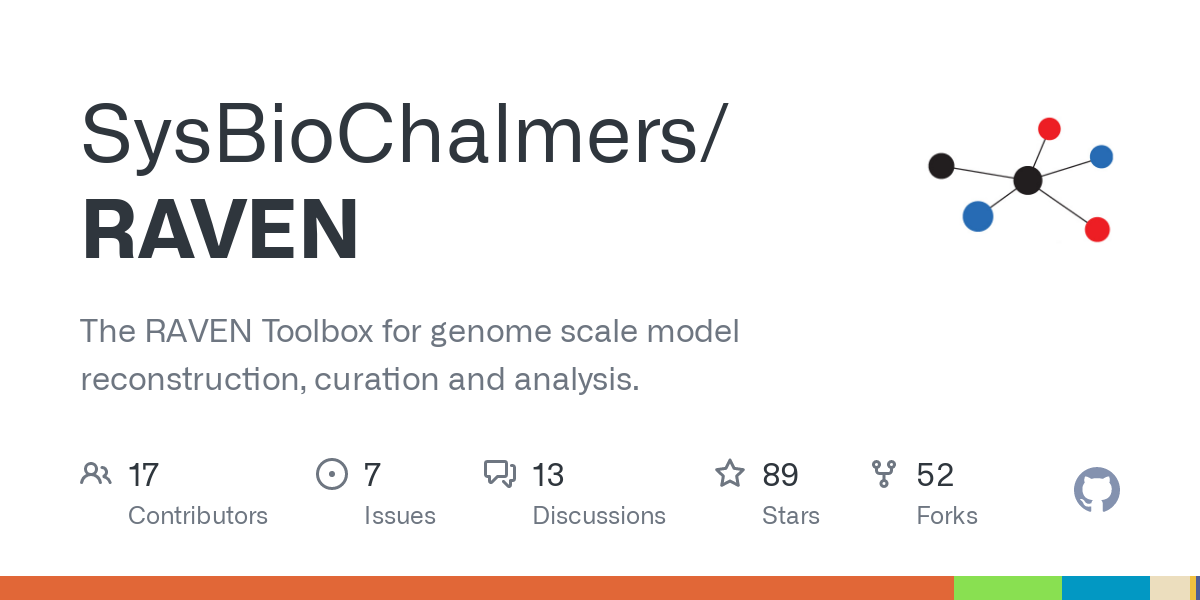 SysBioChalmers/
RAVEN
The RAVEN Toolbox for genome scale model
reconstruction, curation and analysis.
17 7 13 89 52
Contributors Issues Discussions Stars Forks